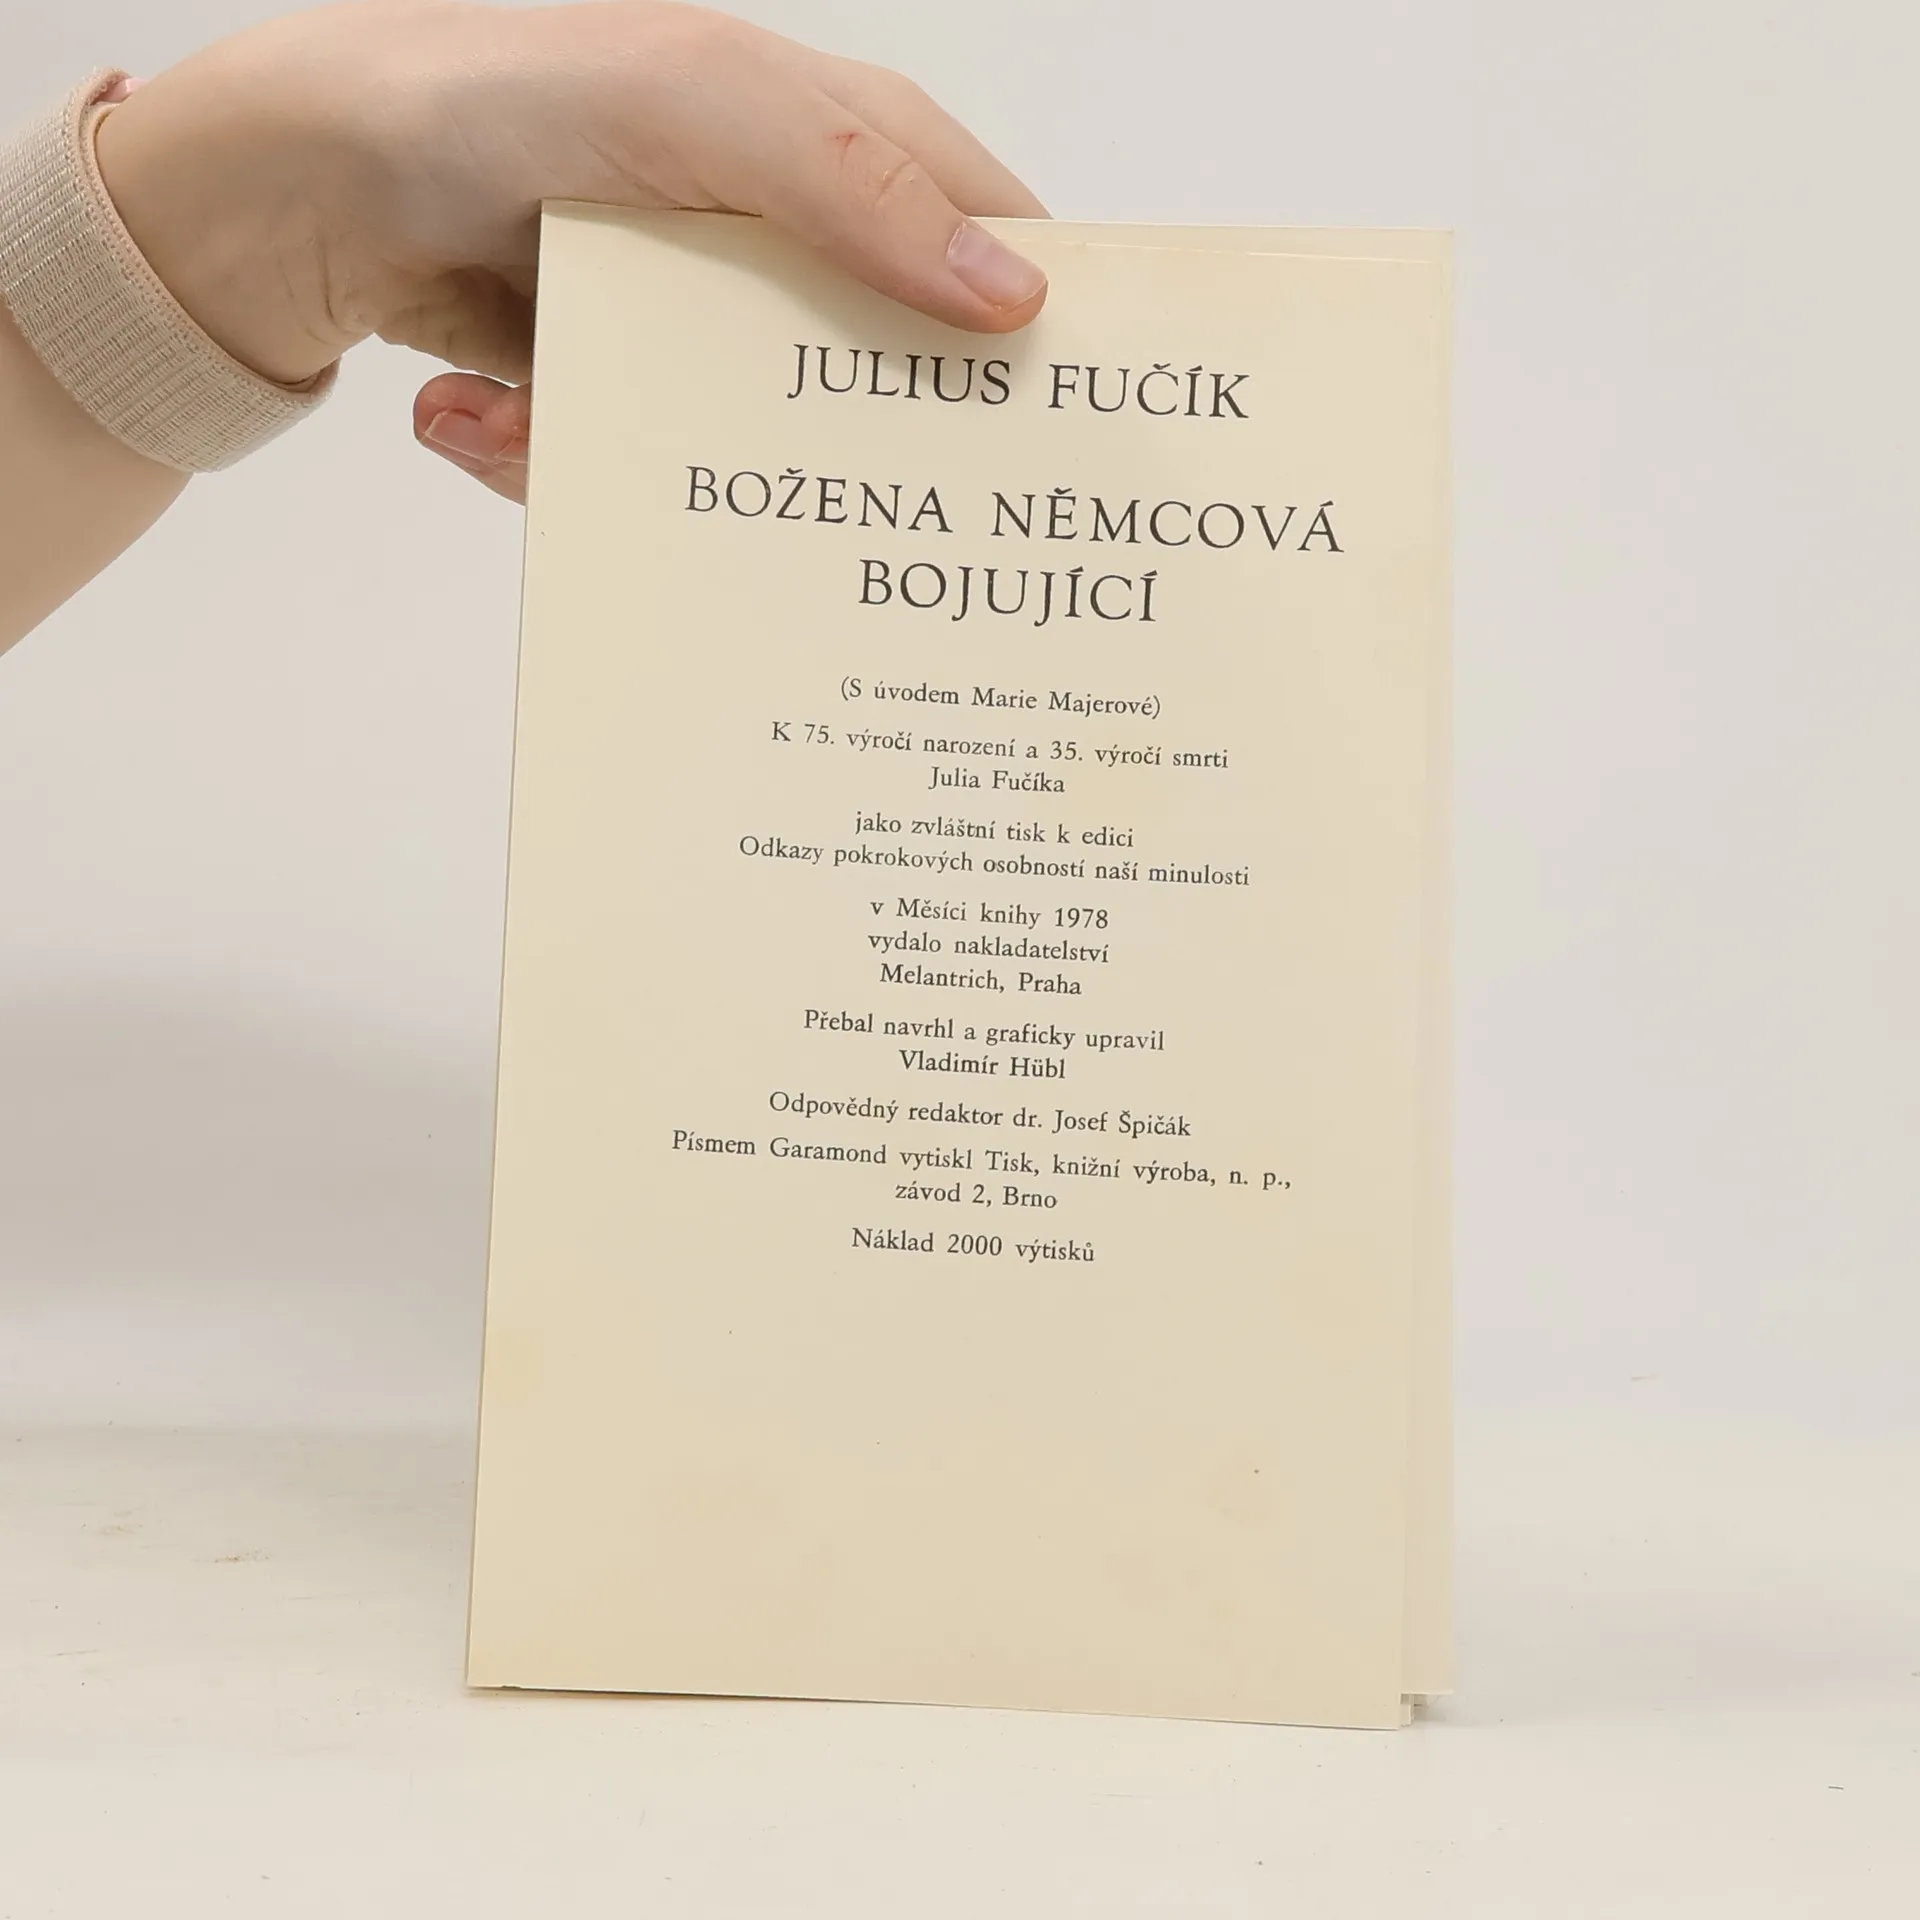 JULIUS FUČÍK
BOŽENA NĚMCOVÁ
BOJUJÍCÍ
(S úvodem Marie Majerové)
K 75. výročí narození a 35. výročí smrti
Julia Fučíka
jako zvláštní tisk k edici
Odkazy pokrokových osobností naší minulosti
v Měsíci knihy 1978
vydalo nakladatelství
Melantrich, Praha
Přebal navrhl a graficky upravil
Vladimír Hübl
Odpovědný redaktor dr. Josef Špičák
Písmem Garamond vytiskl Tisk, knižní výroba, n. p.,
závod 2, Brno
Náklad 2000 výtisků